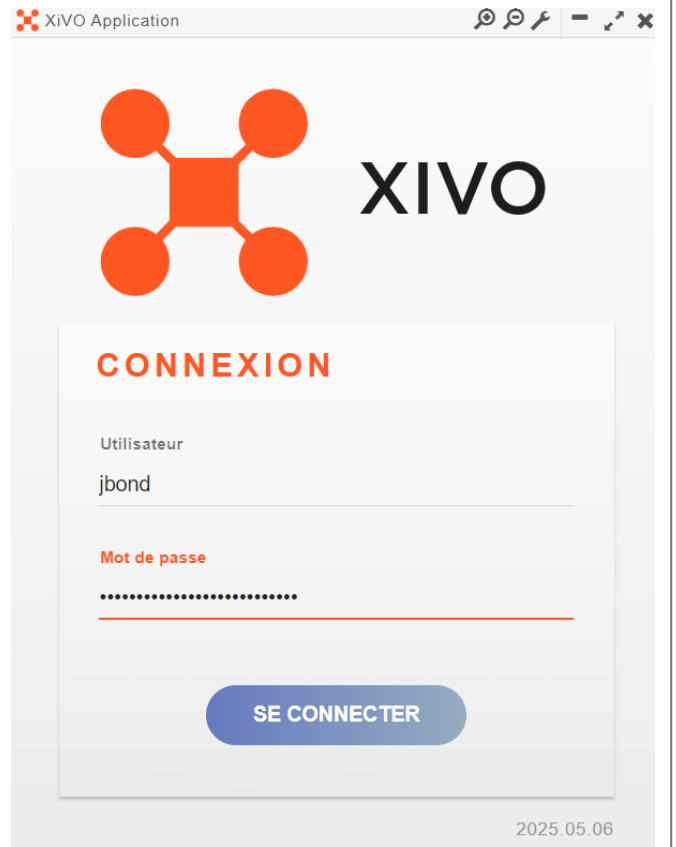 XiVO Application
XIVO
CONNEXION
Utilisateur
jbond
Mot de passe
•••••••••••••••••••••••••••
SE CONNECTER
2025.05.06